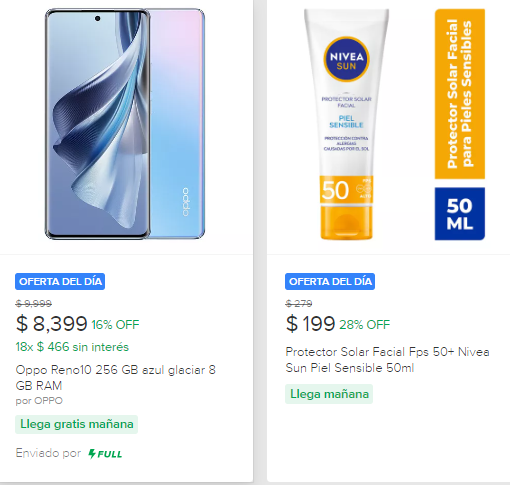 oppo
OFERTA DEL DÍA
$ 9,999
$ 8,399 16% OFF
18x $ 466 sin interés
Oppo Reno10 256 GB azul glaciar 8
GB RAM
por OPPO
Llega gratis mañana
Enviado por FULL
NIVEA
SUN
PROTECTOR SOLAR
FACIAL
PIEL
SENSIBLE
PROTECCIÓN CONTRA
ALERGIAS
CAUSADAS POR EL SOL
50
Protector Solar Facial
para Pieles Sensibles
50
ML
OFERTA DEL DÍA
$ 279
$ 199 28% OFF
Protector Solar Facial Fps 50+ Nivea
Sun Piel Sensible 50ml
Llega mañana